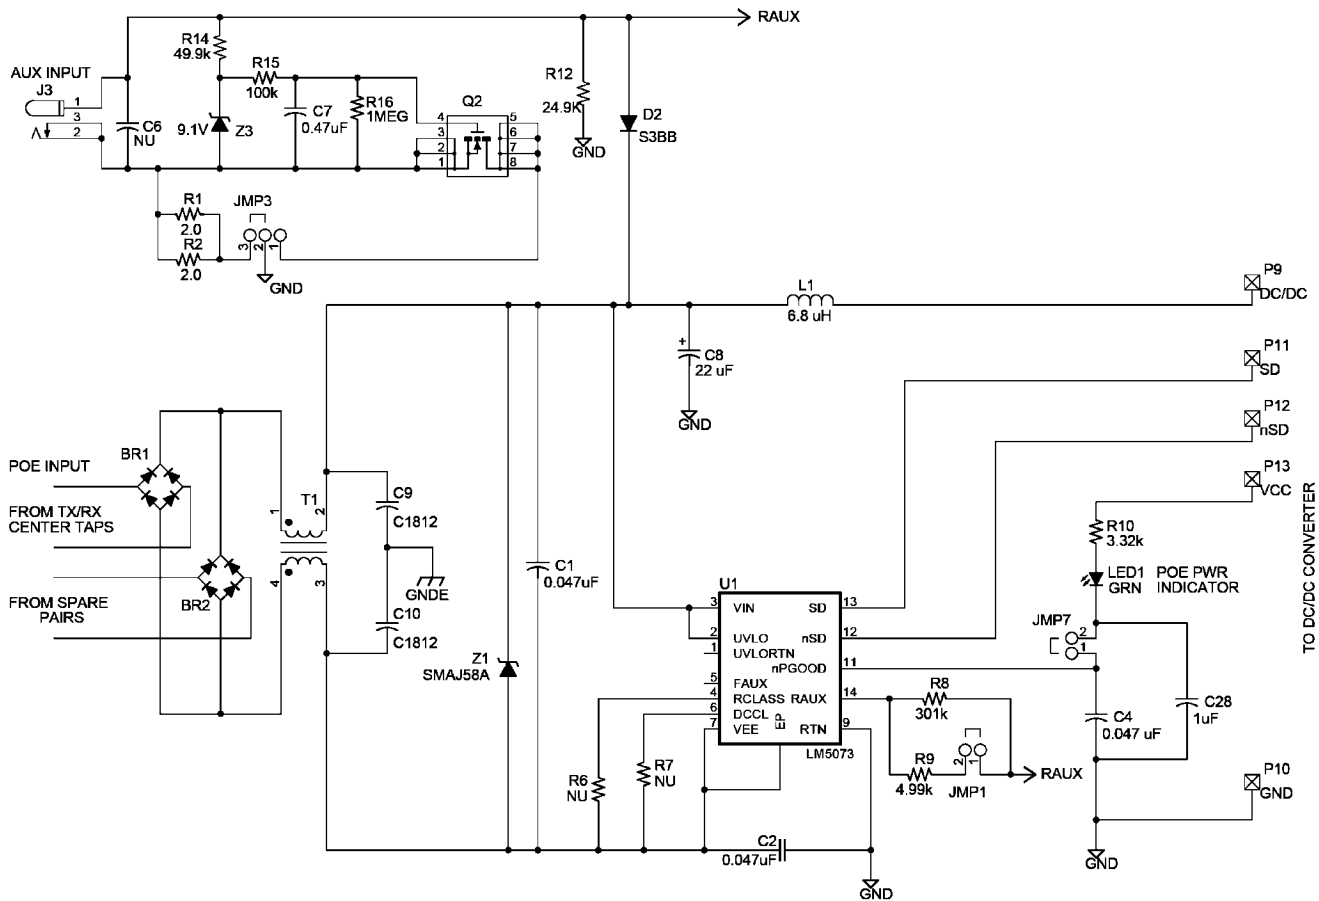 RAUX
R14
49.9k
AUX INPUT
J3
1
3
2
R15
100k
C6
NU
9.1V
Z3
C7
0.47uF
R16
1MEG
Q2
4
3
2
1
5
6
7
8
R12
24.9K
GND
D2
S3BB
R1
2.0
R2
2.0
JMP3
3
2
1
GND
L1
6.8 uH
P9
DC/DC
C8
22 uF
GND
P11
SD
P12
nSD
P13
VCC
POE INPUT
BR1
FROM TX/RX
CENTER TAPS
FROM SPARE
PAIRS
BR2
T1
1
2
4
3
C9
C1812
GNDE
C10
C1812
C1
0.047uF
Z1
SMAJ58A
U1
3
VIN
SD
13
2
UVLO
nSD
12
1
UVLORTN
nPGOOD
11
5
FAUX
4
RCLASS
RAUX
14
6
DCCL
7
VEE
EP
RTN
9
LM5073
R6
NU
R7
NU
C2
0.047uF
GND
R8
301k
R9
4.99k
2
1
JMP1
RAUX
R10
3.32k
LED1
GRN
POE PWR
INDICATOR
JMP7
2
1
C4
0.047 uF
C28
1uF
P10
GND
GND
TO DC/DC CONVERTER